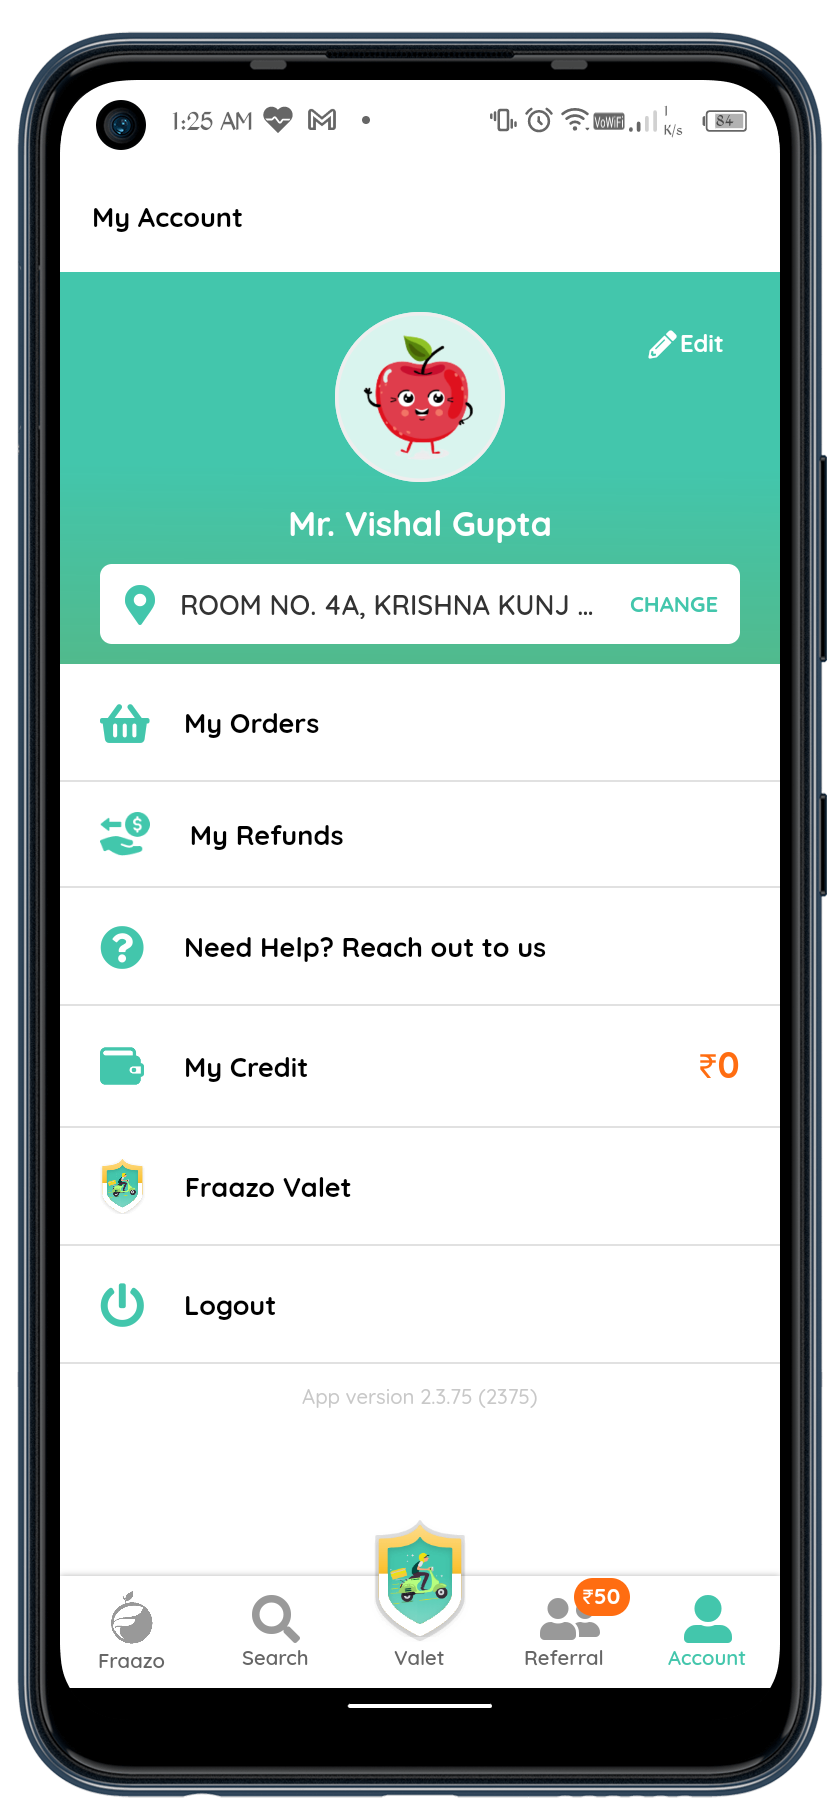 1:25 AM
VoWiFi
1
K/s
84
My Account
Edit
Mr. Vishal Gupta
ROOM NO. 4A, KRISHNA KUNJ ...
CHANGE
My Orders
$
My Refunds
?
Need Help? Reach out to us
My Credit
₹0
Fraazo Valet
Logout
App version 2.3.75 (2375)
₹50
Fraazo
Search
Valet
Referral
Account